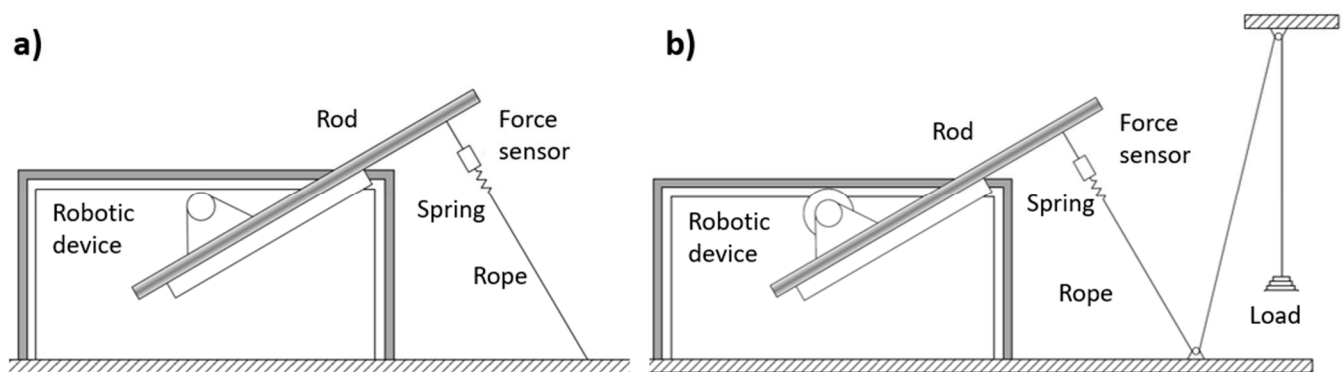 a)
Rod
Force
sensor
Robotic
device
Spring
Rope
b)
Rod
Force
sensor
Robotic
device
Spring
Rope
Load